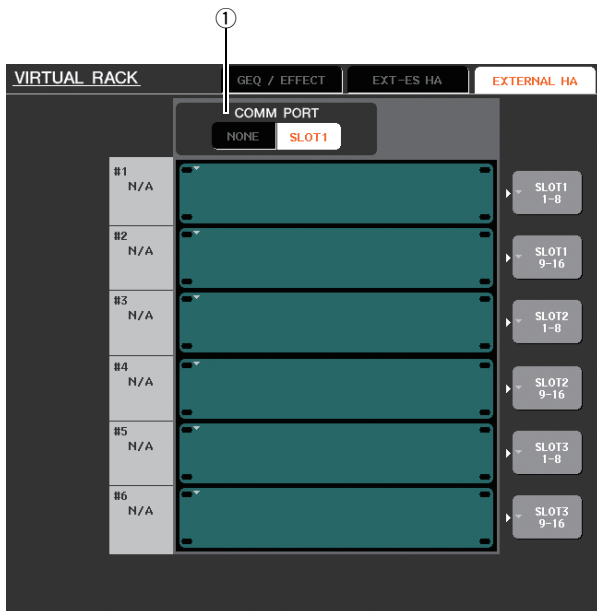 ①
VIRTUAL RACK
GEQ / EFFECT
EXT-ES HA
EXTERNAL HA
COMM PORT
NONE
SLOT1
#1
N/A
SLOT1
1-8
#2
N/A
SLOT1
9-16
#3
N/A
SLOT2
1-8
#4
N/A
SLOT2
9-16
#5
N/A
SLOT3
1-8
#6
N/A
SLOT3
9-16